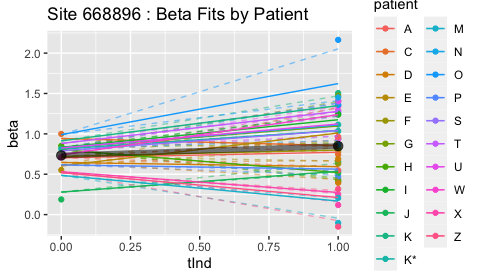 Site 668896 : Beta Fits by Patient
beta
2.0
1.5
1.0
0.5
0.0
0.00
0.25
0.50
0.75
1.00
tInd
patient
A
C
D
E
F
G
H
I
J
K
K*
M
N
O
P
S
T
U
W
X
Z